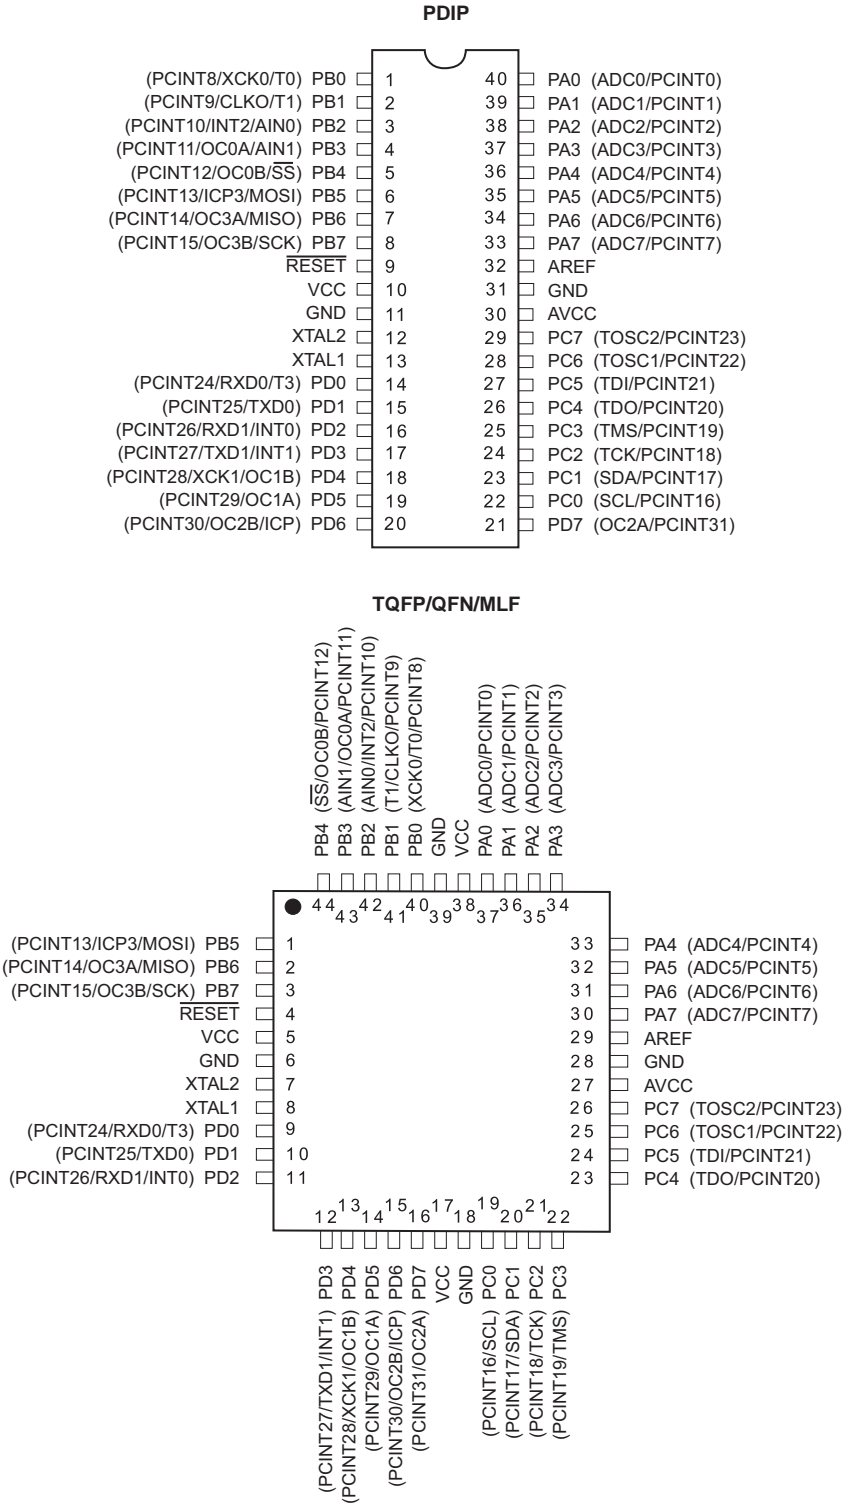 PDIP
(PCINT8/XCK0/T0) PB0 1 40 PA0 (ADC0/PCINT0)
(PCINT9/CLKO/T1) PB1 2 39 PA1 (ADC1/PCINT1)
(PCINT10/INT2/AIN0) PB2 3 38 PA2 (ADC2/PCINT2)
(PCINT11/OC0A/AIN1) PB3 4 37 PA3 (ADC3/PCINT3)
(PCINT12/OC0B/SS) PB4 5 36 PA4 (ADC4/PCINT4)
(PCINT13/ICP3/MOSI) PB5 6 35 PA5 (ADC5/PCINT5)
(PCINT14/OC3A/MISO) PB6 7 34 PA6 (ADC6/PCINT6)
(PCINT15/OC3B/SCK) PB7 8 33 PA7 (ADC7/PCINT7)
RESET 9 32 AREF
VCC 10 31 GND
GND 11 30 AVCC
XTAL2 12 29 PC7 (TOSC2/PCINT23)
XTAL1 13 28 PC6 (TOSC1/PCINT22)
(PCINT24/RXD0/T3) PD0 14 27 PC5 (TDI/PCINT21)
(PCINT25/TXD0) PD1 15 26 PC4 (TDO/PCINT20)
(PCINT26/RXD1/INT0) PD2 16 25 PC3 (TMS/PCINT19)
(PCINT27/TXD1/INT1) PD3 17 24 PC2 (TCK/PCINT18)
(PCINT28/XCK1/OC1B) PD4 18 23 PC1 (SDA/PCINT17)
(PCINT29/OC1A) PD5 19 22 PC0 (SCL/PCINT16)
(PCINT30/OC2B/ICP) PD6 20 21 PD7 (OC2A/PCINT31)
TQFP/QFN/MLF
PB4 (SS/OC0B/PCINT12)
PB3 (AIN1/OC0A/PCINT11)
PB2 (AIN0/INT2/PCINT10)
PB1 (T1/CLKO/PCINT9)
PB0 (XCK0/T0/PCINT8)
GND
VCC
PA0 (ADC0/PCINT0)
PA1 (ADC1/PCINT1)
PA2 (ADC2/PCINT2)
PA3 (ADC3/PCINT3)
44 43 42 41 40 39 38 37 36 35 34
(PCINT13/ICP3/MOSI) PB5 1 33 PA4 (ADC4/PCINT4)
(PCINT14/OC3A/MISO) PB6 2 32 PA5 (ADC5/PCINT5)
(PCINT15/OC3B/SCK) PB7 3 31 PA6 (ADC6/PCINT6)
RESET 4 30 PA7 (ADC7/PCINT7)
VCC 5 29 AREF
GND 6 28 GND
XTAL2 7 27 AVCC
XTAL1 8 26 PC7 (TOSC2/PCINT23)
(PCINT24/RXD0/T3) PD0 9 25 PC6 (TOSC1/PCINT22)
(PCINT25/TXD0) PD1 10 24 PC5 (TDI/PCINT21)
(PCINT26/RXD1/INT0) PD2 11 23 PC4 (TDO/PCINT20)
12 13 14 15 16 17 18 19 20 21 22
(PCINT27/TXD1/INT1) PD3
(PCINT28/XCK1/OC1B) PD4
(PCINT29/OC1A) PD5
(PCINT30/OC2B/ICP) PD6
(PCINT31/OC2A) PD7
VCC
GND
(PCINT16/SCL) PC0
(PCINT17/SDA) PC1
(PCINT18/TCK) PC2
(PCINT19/TMS) PC3